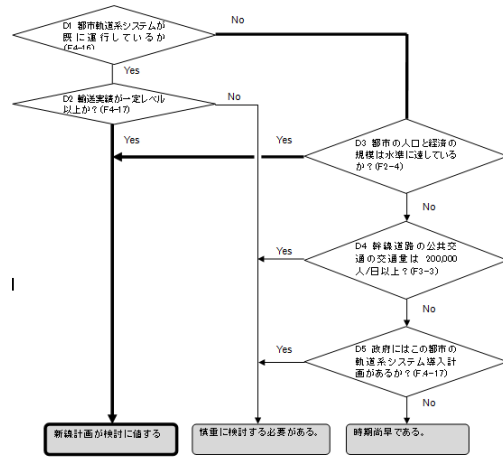 D1 都市軌道系システムが
既に運行しているか
(F4-16)
No
Yes
D2 輸送実績が一定レベル
以上か？(F4-17)
No
Yes
Yes
D3 都市の人口と経済の
規模は水準に達している
か？(F2-4)
No
D4 幹線道路の公共交
通の交通量は 200,000
人/日以上？(F3-3)
Yes
No
D5 政府にはこの都市の
軌道系システム導入計
画があるか？(F.4-17)
Yes
No
新線計画が検討に値する
慎重に検討する必要がある。
時期尚早である。